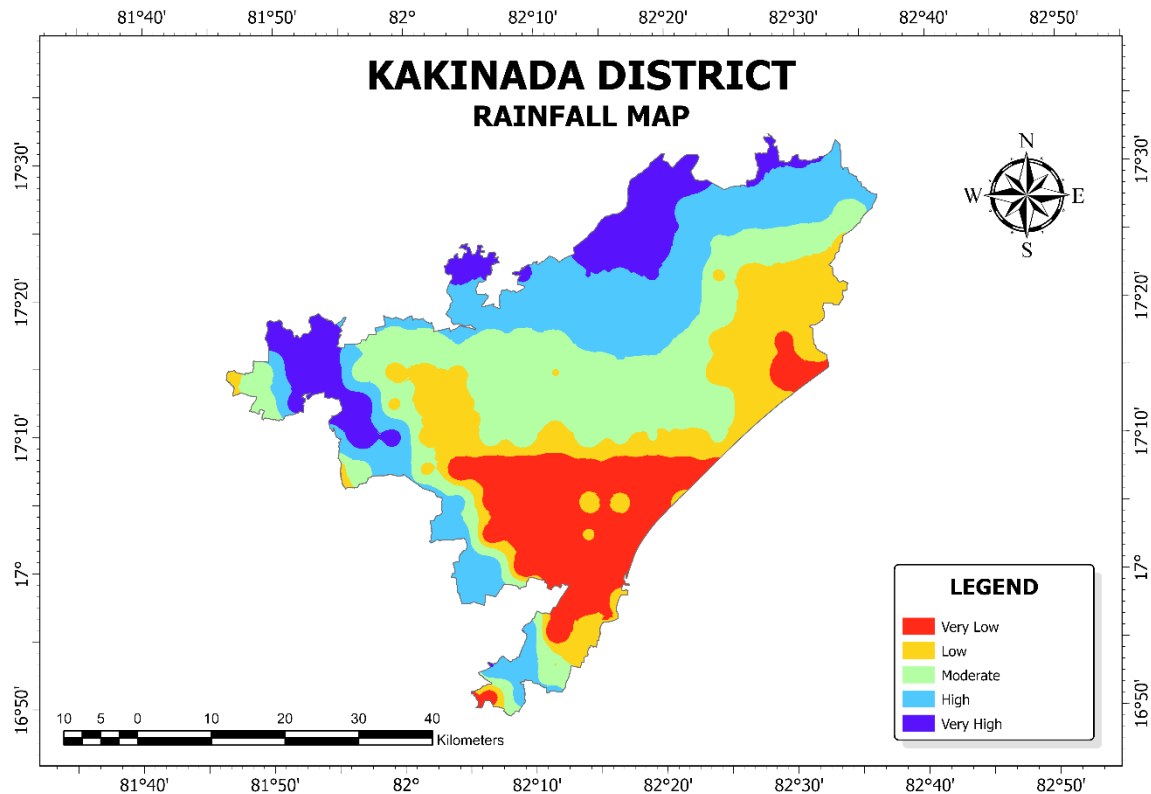 81°40' 81°50' 82° 82°10' 82°20' 82°30' 82°40' 82°50'
KAKINADA DISTRICT
RAINFALL MAP
N
W E
S
17°30' 17°30'
17°20' 17°20'
17°10' 17°10'
17° 17°
16°50' 16°50'
LEGEND
Very Low
Low
Moderate
High
Very High
10 5 0 10 20 30 40
Kilometers
81°40' 81°50' 82° 82°10' 82°20' 82°30' 82°40' 82°50'